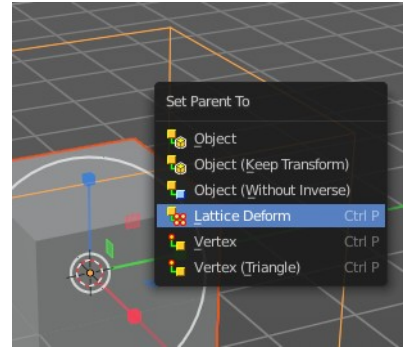 Set Parent To
Object
Object (Keep Transform)
Object (Without Inverse)
Lattice Deform Ctrl P
Vertex Ctrl P
Vertex (Triangle) Ctrl P